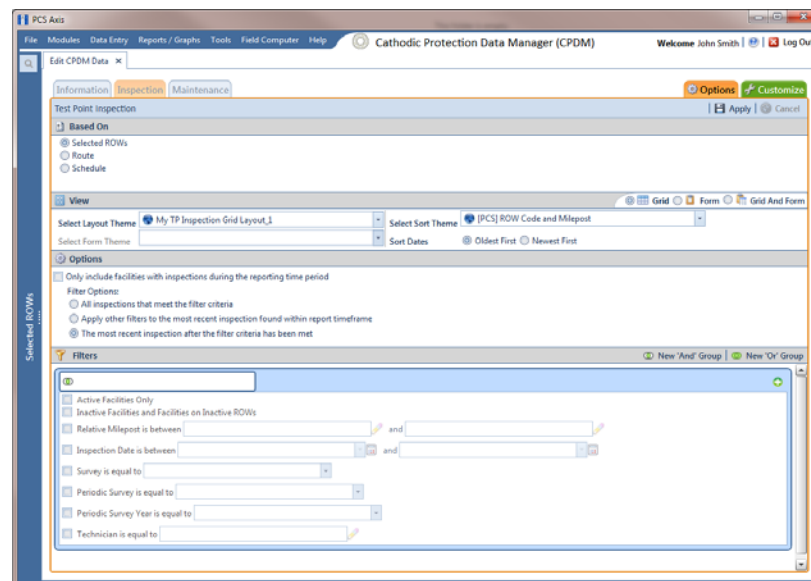 PCS Axis
File Modules Data Entry Reports / Graphs Tools Field Computer Help Cathodic Protection Data Manager (CPDM) Welcome John Smith | | Log Out
Edit CPDM Data ×
Information Inspection Maintenance Options Customize
Test Point Inspection | Apply | Cancel
Based On
Selected ROWs
Route
Schedule
View Grid Form Grid And Form
Select Layout Theme My TP Inspection Grid Layout_1 Select Sort Theme [PCS] ROW Code and Milepost
Select Form Theme Sort Dates Oldest First Newest First
Options
Only include facilities with inspections during the reporting time period
Filter Options:
All inspections that meet the filter criteria
Apply other filters to the most recent inspection found within report timeframe
The most recent inspection after the filter criteria has been met
Selected ROWs
Filters New 'And' Group | New 'Or' Group
Active Facilities Only
Inactive Facilities and Facilities on Inactive ROWs
Relative Milepost is between and
Inspection Date is between and
Survey is equal to
Periodic Survey is equal to
Periodic Survey Year is equal to
Technician is equal to